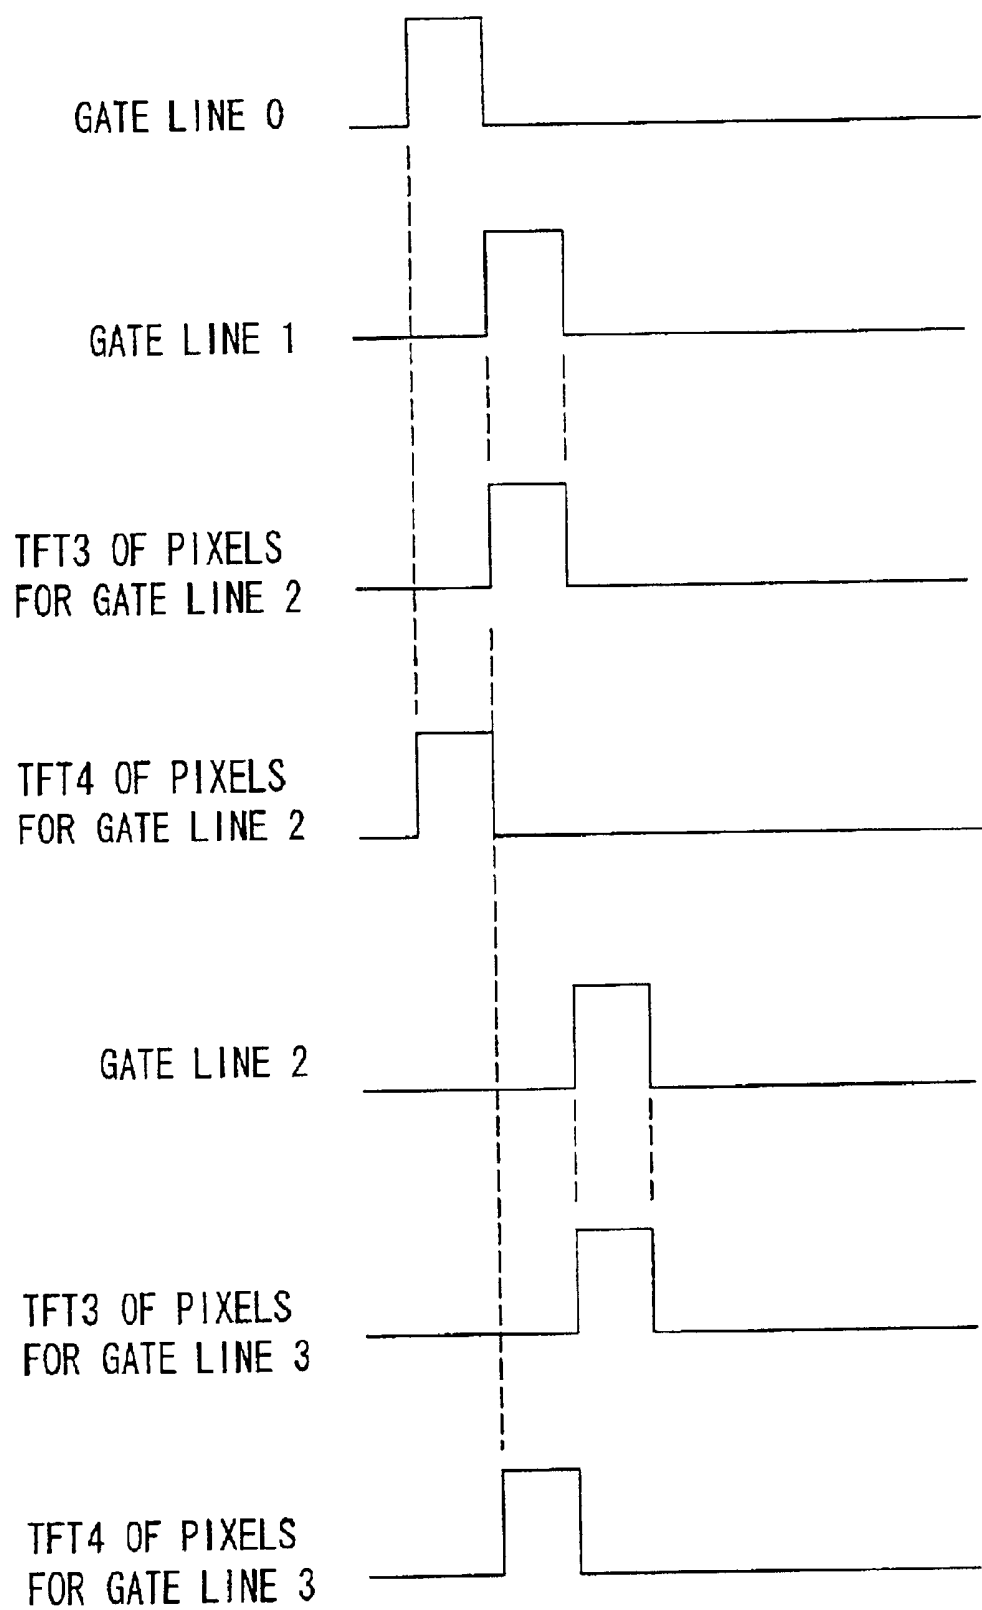 GATE LINE 0
GATE LINE 1
TFT3 OF PIXELS
FOR GATE LINE 2
TFT4 OF PIXELS
FOR GATE LINE 2
GATE LINE 2
TFT3 OF PIXELS
FOR GATE LINE 3
TFT4 OF PIXELS
FOR GATE LINE 3